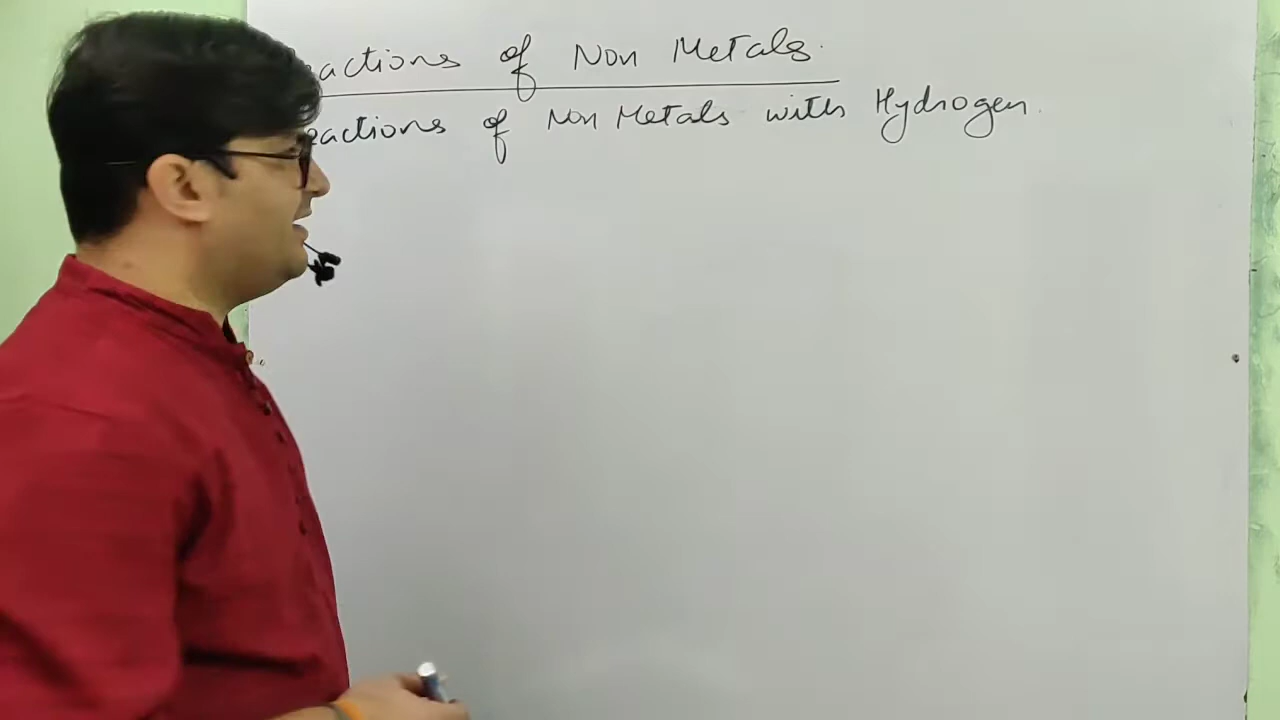 actions of Non Metals.
eactions of Non Metals with Hydrogen.